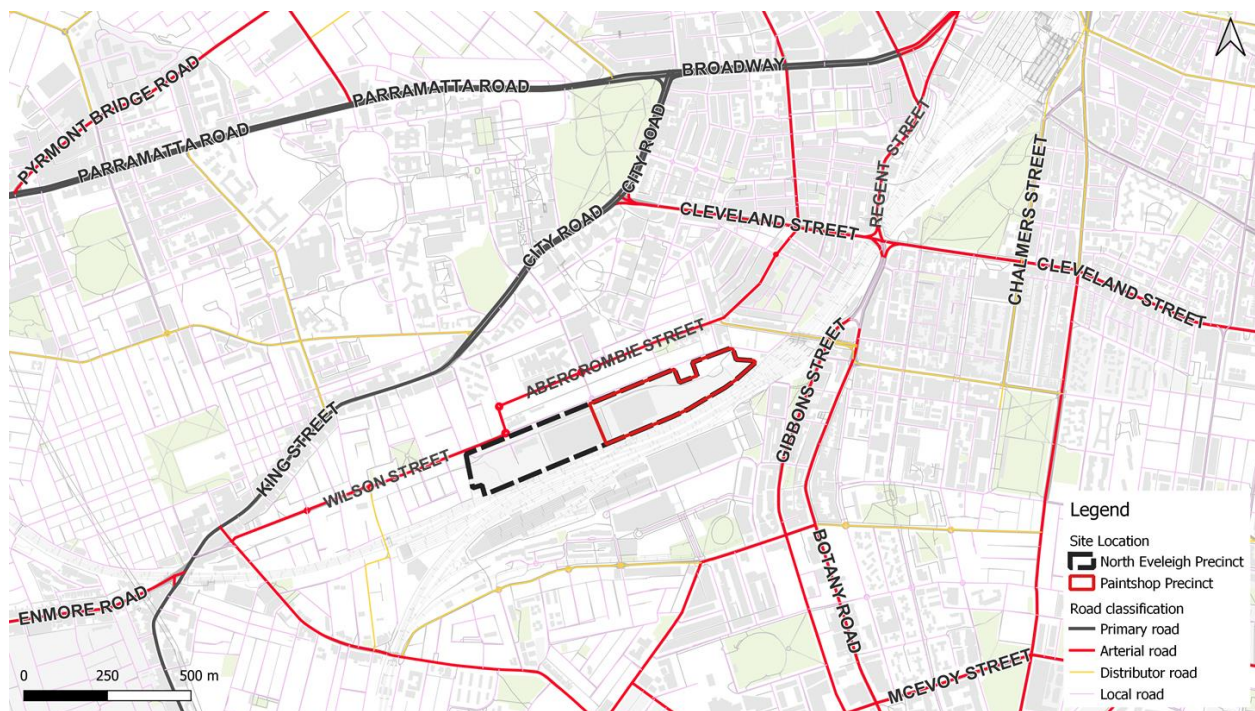 BROADWAY
PARRAMATTA ROAD
PYRMONT BRIDGE ROAD
PARRAMATTA ROAD
CITY ROAD
REGENT STREET
CHALMERS STREET
CITY ROAD
CLEVELAND STREET
CLEVELAND STREET
ABERCROMBIE STREET
GIBBONS STREET
KING STREET
WILSON STREET
BOTANY ROAD
ENMORE ROAD
MCEVOY STREET
Legend
Site Location
North Eveleigh Precinct
Paintshop Precinct
Road classification
Primary road
Arterial road
Distributor road
Local road
0 250 500 m